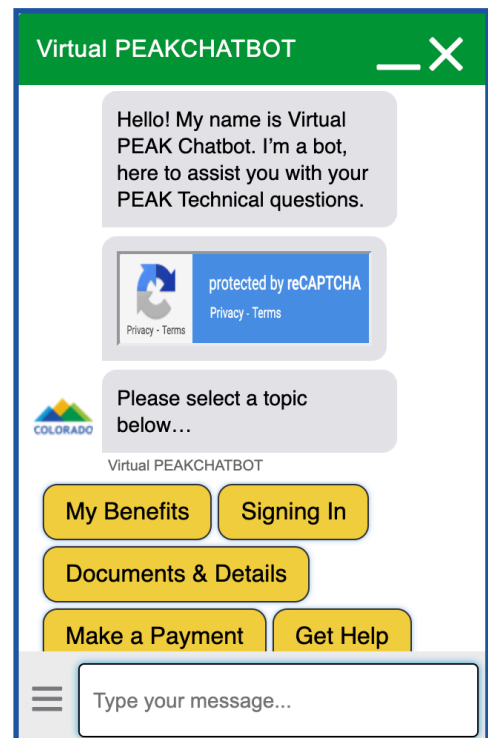 Virtual PEAKCHATBOT
Hello! My name is Virtual
PEAK Chatbot. I’m a bot,
here to assist you with your
PEAK Technical questions.
protected by reCAPTCHA
Privacy - Terms
Privacy - Terms
Please select a topic
below…
COLORADO
Virtual PEAKCHATBOT
My Benefits
Signing In
Documents & Details
Make a Payment
Get Help
Type your message...